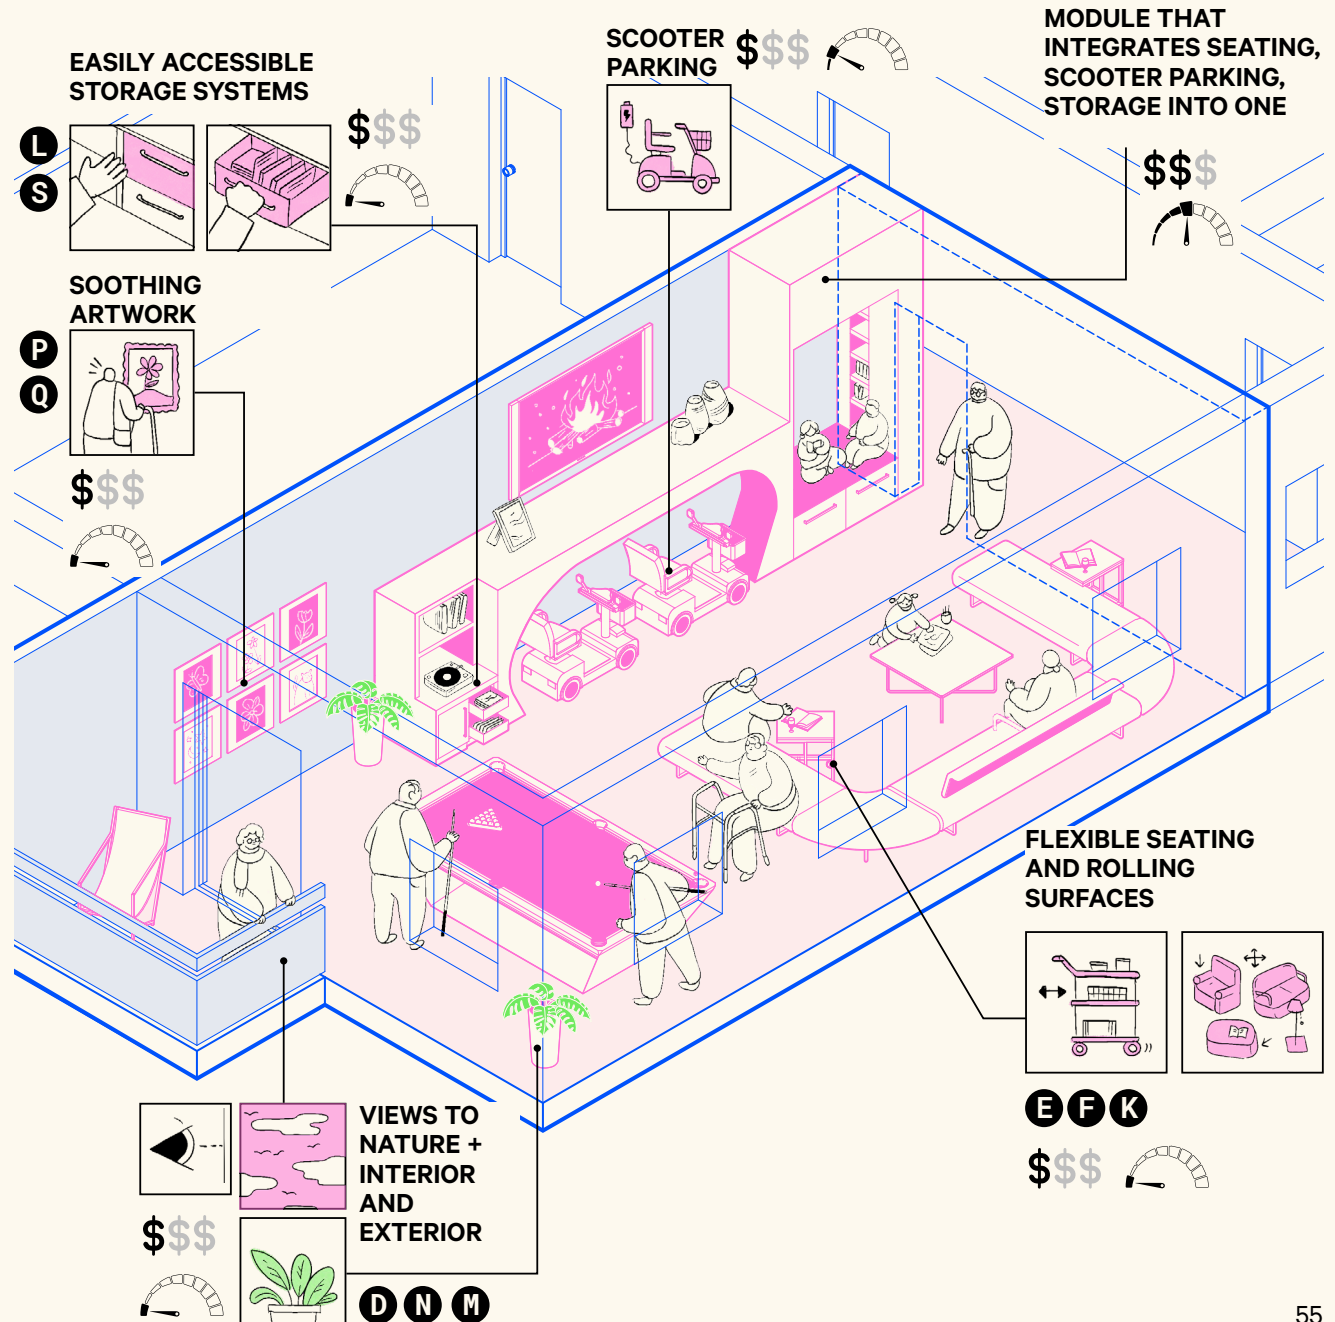 EASILY ACCESSIBLE
STORAGE SYSTEMS
$$$
L
S
SCOOTER
PARKING
$$$
MODULE THAT
INTEGRATES SEATING,
SCOOTER PARKING,
STORAGE INTO ONE
$$$
SOOTHING
ARTWORK
P
Q
$$$
FLEXIBLE SEATING
AND ROLLING
SURFACES
E F K
$$$
VIEWS TO
NATURE +
INTERIOR
AND
EXTERIOR
$$$
D N M
55